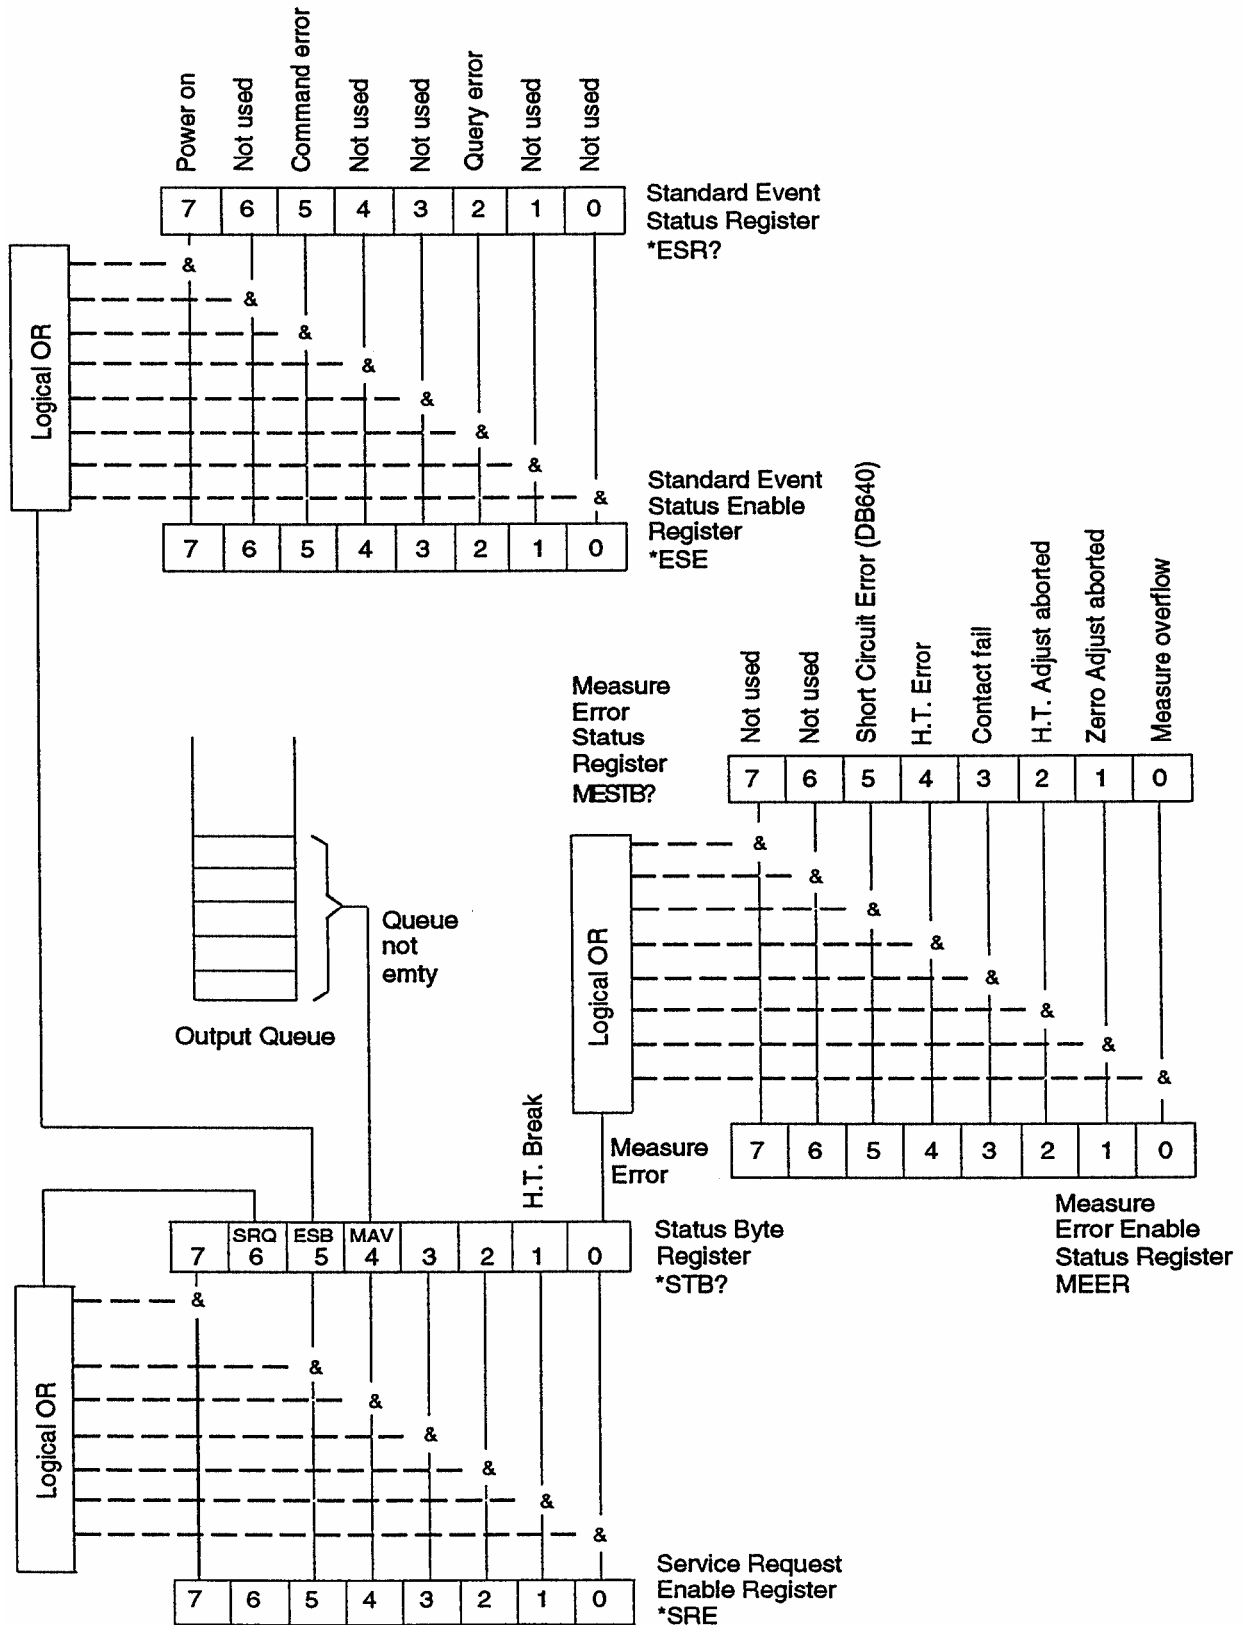 Power on
Not used
Command error
Not used
Not used
Query error
Not used
Not used
7 6 5 4 3 2 1 0
Standard Event
Status Register
*ESR?
Logical OR
&
&
&
&
&
&
&
&
Standard Event
Status Enable
Register
*ESE
7 6 5 4 3 2 1 0
Measure
Error
Status
Register
MESTB?
Not used
Not used
Short Circuit Error (DB640)
H.T. Error
Contact fail
H.T. Adjust aborted
Zerro Adjust aborted
Measure overflow
7 6 5 4 3 2 1 0
Logical OR
&
&
&
&
&
&
&
&
Queue
not
emty
Output Queue
Measure
Error
7 6 5 4 3 2 1 0
Measure
Error Enable
Status Register
MEER
H.T. Break
SRQ ESB MAV
7 6 5 4 3 2 1 0
Status Byte
Register
*STB?
Logical OR
&
&
&
&
&
&
&
Service Request
Enable Register
*SRE
7 6 5 4 3 2 1 0